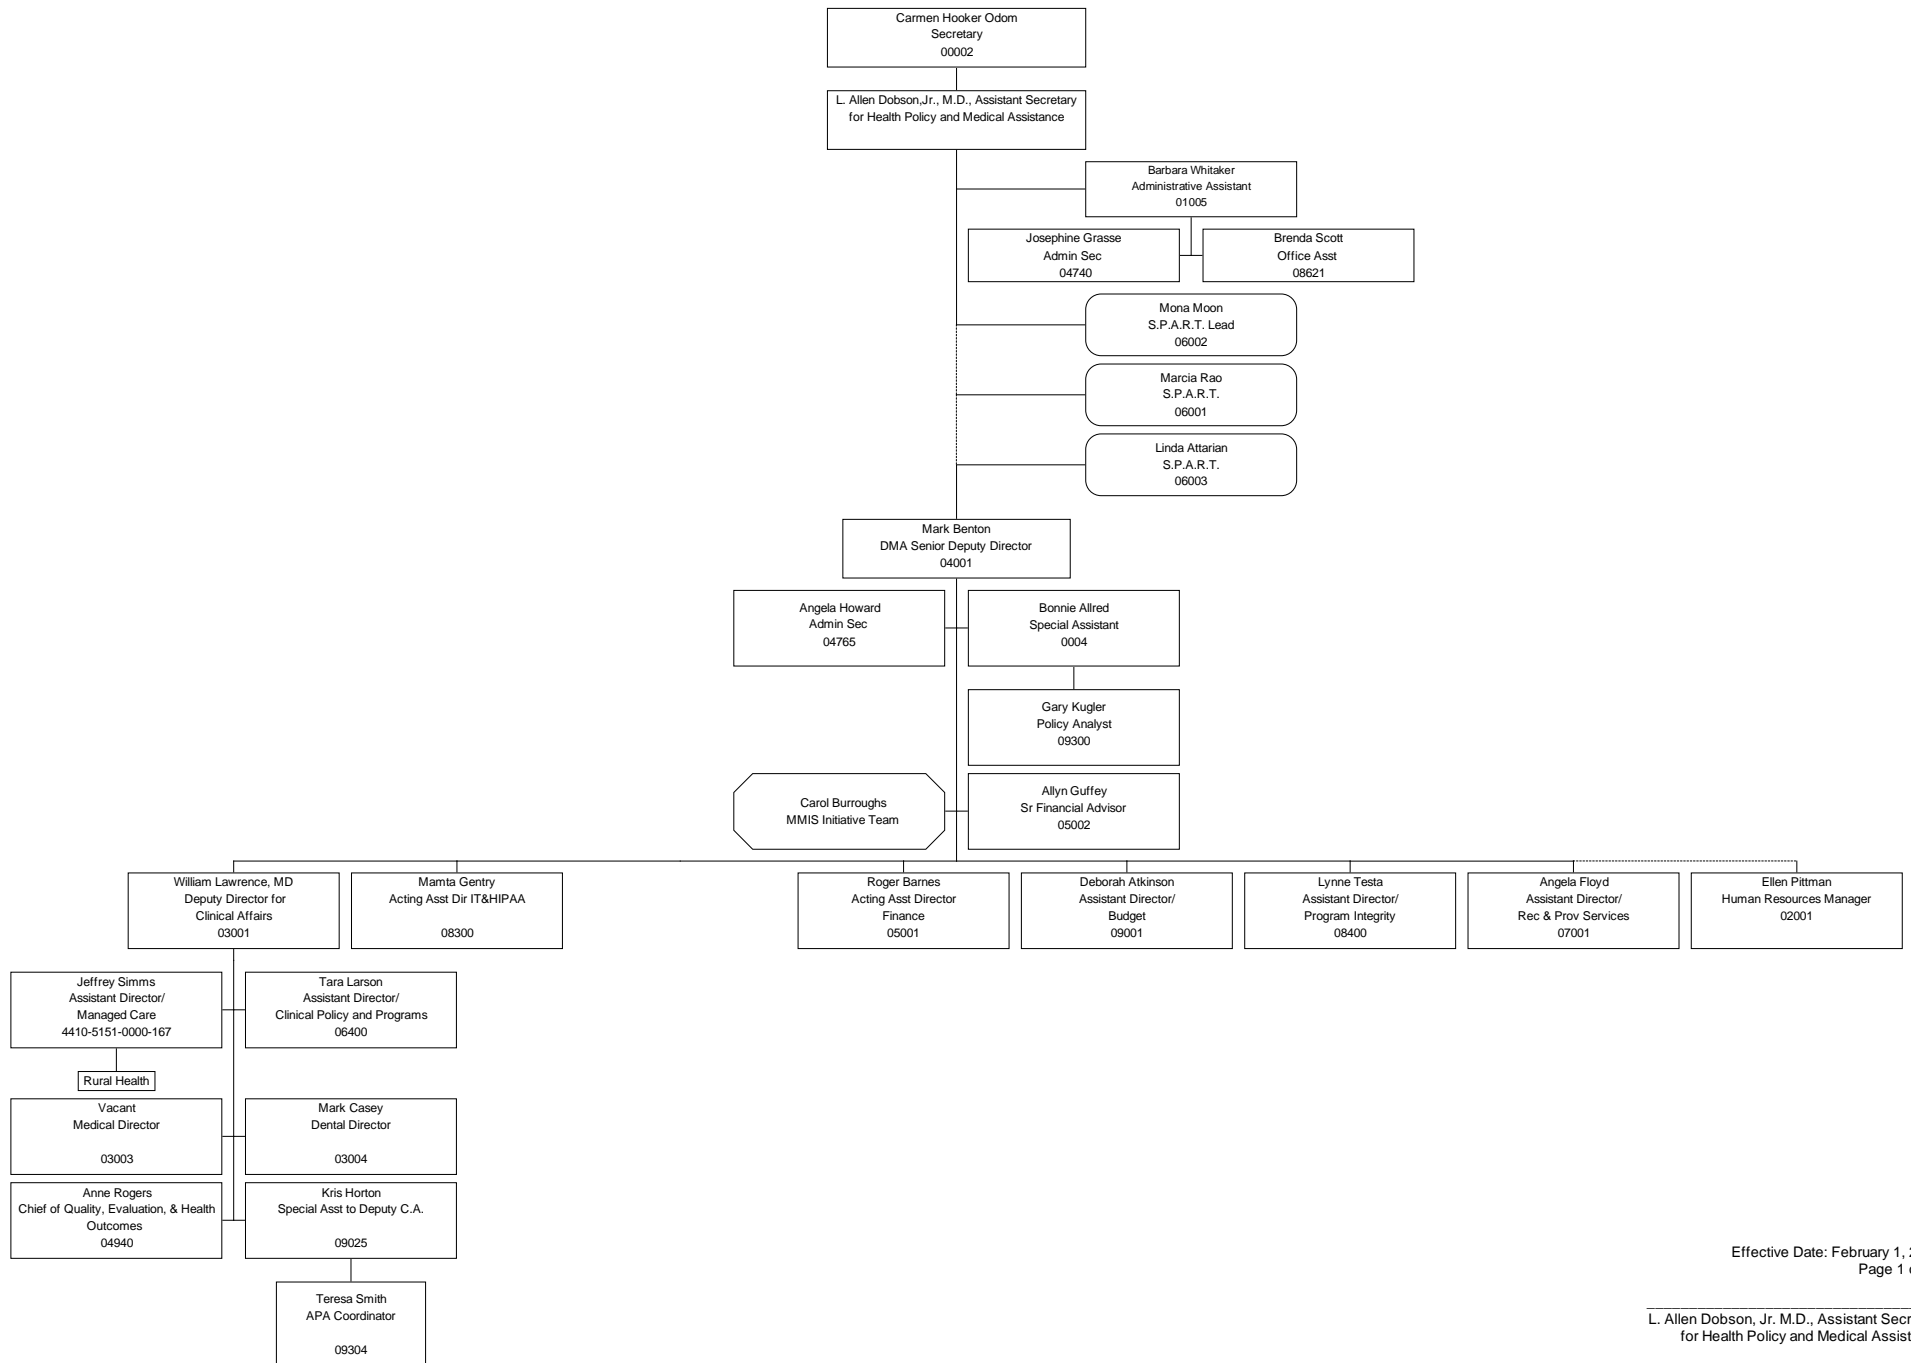 Carmen Hooker Odom
Secretary
00002
L. Allen Dobson,Jr., M.D., Assistant Secretary
for Health Policy and Medical Assistance
Barbara Whitaker
Administrative Assistant
01005
Josephine Grasse
Admin Sec
04740
Brenda Scott
Office Asst
08621
Mona Moon
S.P.A.R.T. Lead
06002
Marcia Rao
S.P.A.R.T.
06001
Linda Attarian
S.P.A.R.T.
06003
Mark Benton
DMA Senior Deputy Director
04001
Angela Howard
Admin Sec
04765
Bonnie Allred
Special Assistant
0004
Gary Kugler
Policy Analyst
09300
Carol Burroughs
MMIS Initiative Team
Allyn Guffey
Sr Financial Advisor
05002
William Lawrence, MD
Deputy Director for
Clinical Affairs
03001
Mamta Gentry
Acting Asst Dir IT&HIPAA
08300
Roger Barnes
Acting Asst Director
Finance
05001
Deborah Atkinson
Assistant Director/
Budget
09001
Lynne Testa
Assistant Director/
Program Integrity
08400
Angela Floyd
Assistant Director/
Rec & Prov Services
07001
Ellen Pittman
Human Resources Manager
02001
Jeffrey Simms
Assistant Director/
Managed Care
4410-5151-0000-167
Tara Larson
Assistant Director/
Clinical Policy and Programs
06400
Rural Health
Vacant
Medical Director
03003
Mark Casey
Dental Director
03004
Anne Rogers
Chief of Quality, Evaluation, & Health
Outcomes
04940
Kris Horton
Special Asst to Deputy C.A.
09025
Teresa Smith
APA Coordinator
09304
Effective Date: February 1,
Page 1
L. Allen Dobson, Jr. M.D., Assistant
for Health Policy and Medical